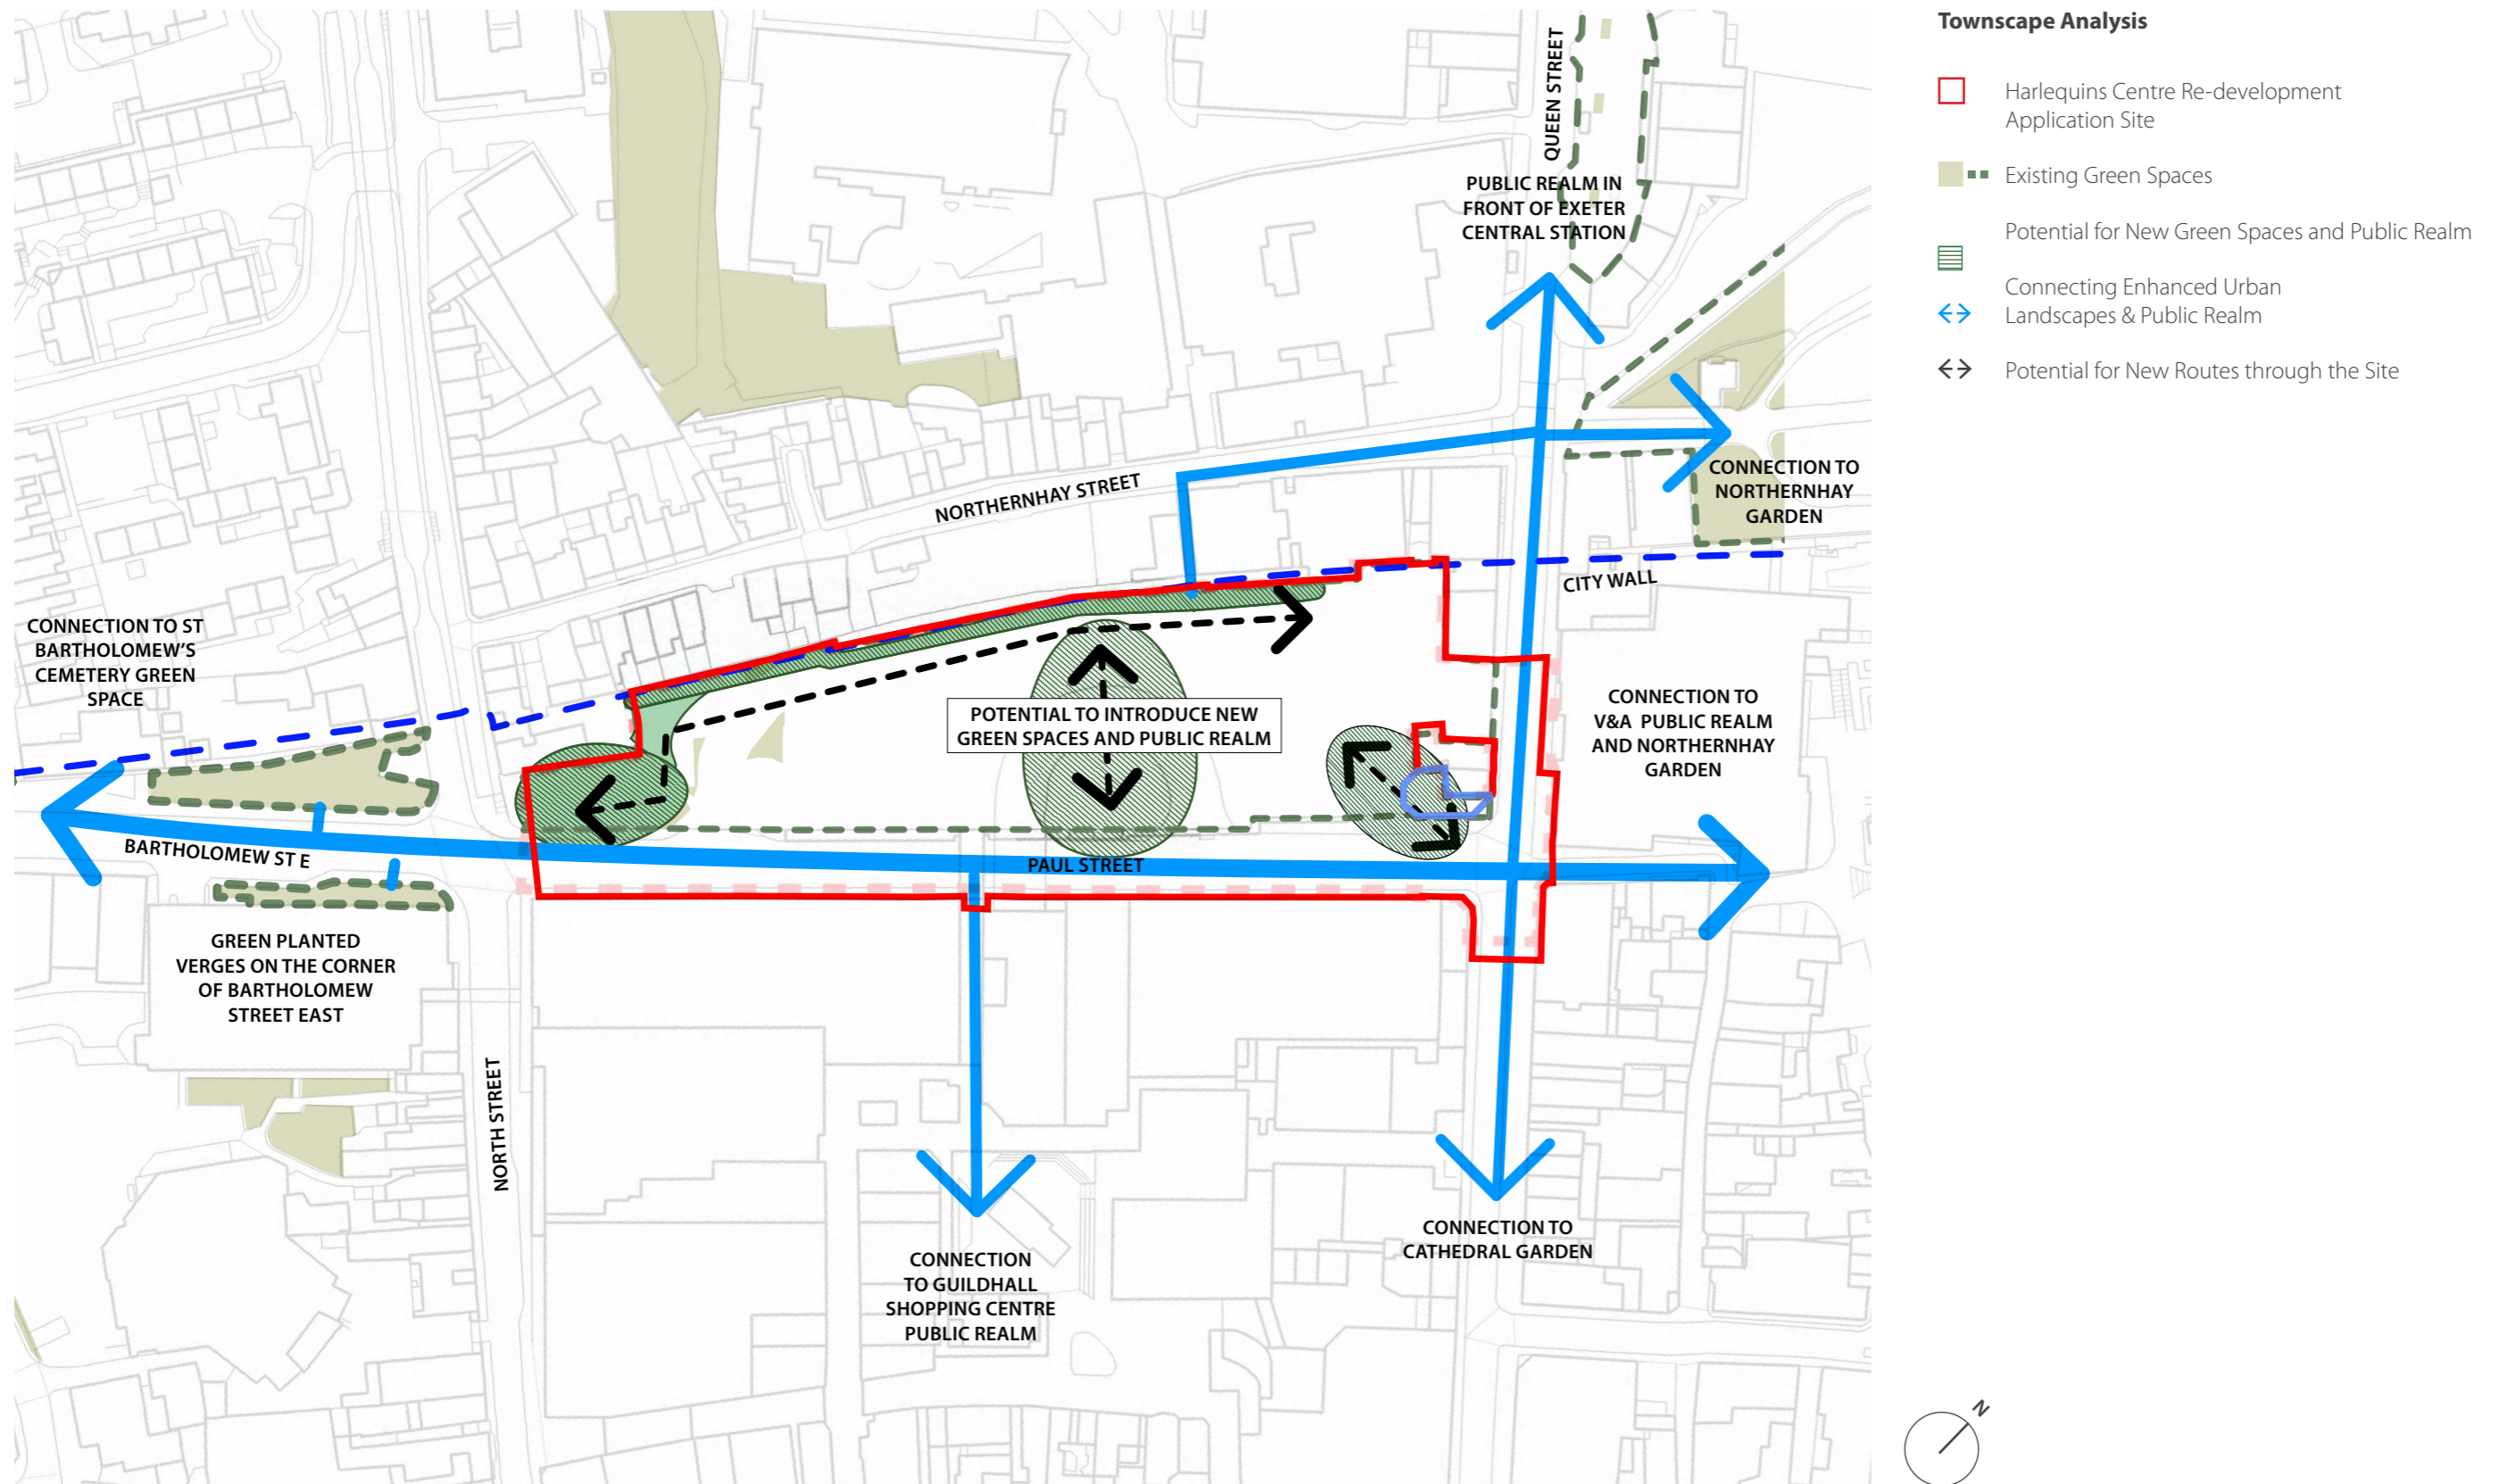 Townscape Analysis
Harlequins Centre Re-development
Application Site
Existing Green Spaces
Potential for New Green Spaces and Public Realm
Connecting Enhanced Urban
Landscapes & Public Realm
Potential for New Routes through the Site
QUEEN STREET
PUBLIC REALM IN
FRONT OF EXETER
CENTRAL STATION
CONNECTION TO
NORTHERNHAY
GARDEN
NORTHERNHAY STREET
CITY WALL
CONNECTION TO ST
BARTHOLOMEW'S
CEMETERY GREEN
SPACE
POTENTIAL TO INTRODUCE NEW
GREEN SPACES AND PUBLIC REALM
CONNECTION TO
V&A PUBLIC REALM
AND NORTHERNHAY
GARDEN
BARTHOLOMEW ST E
PAUL STREET
GREEN PLANTED
VERGES ON THE CORNER
OF BARTHOLOMEW
STREET EAST
NORTH STREET
CONNECTION
TO GUILDHALL
SHOPPING CENTRE
PUBLIC REALM
CONNECTION TO
CATHEDRAL GARDEN
N